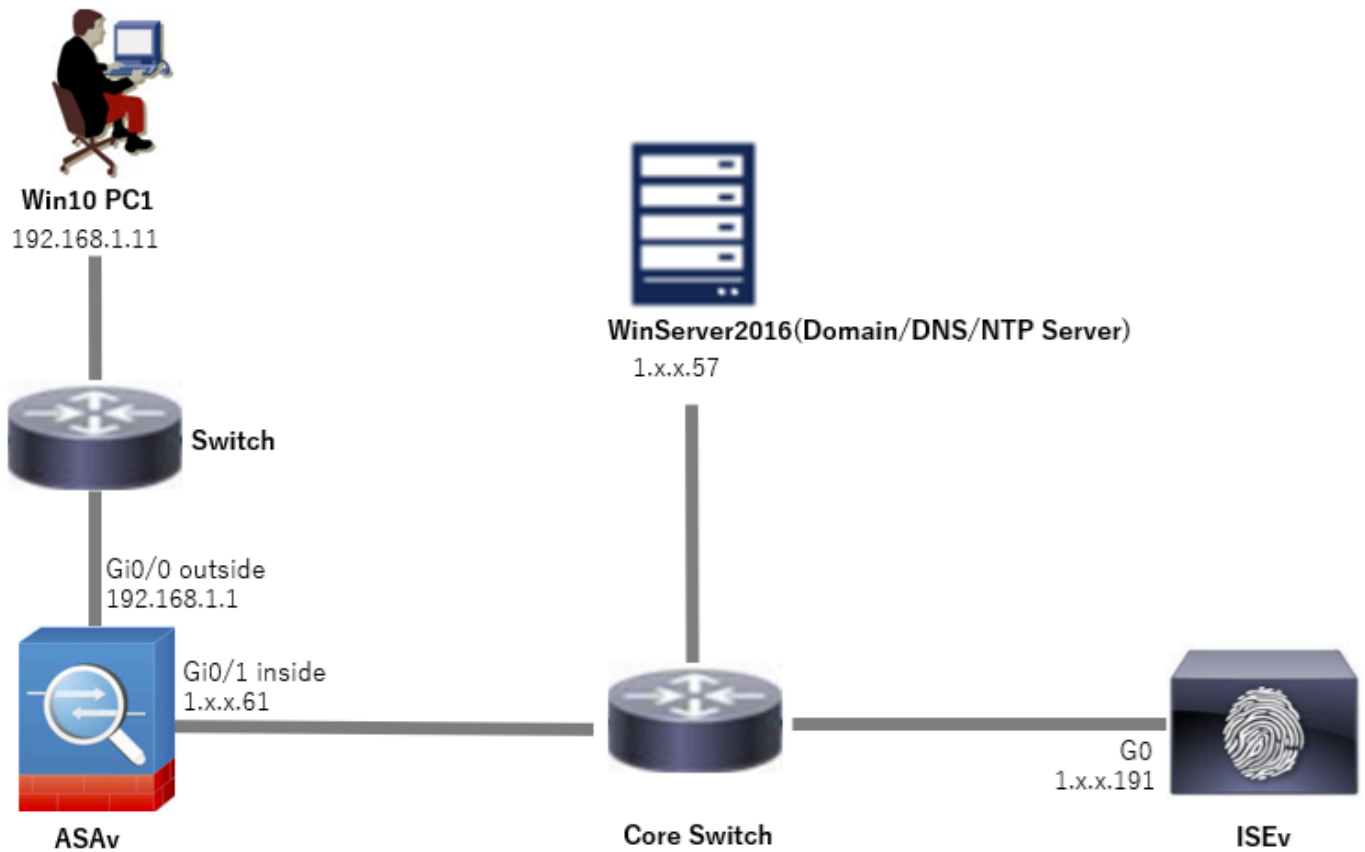 Win10 PC1
192.168.1.11
WinServer2016(Domain/DNS/NTP Server)
1.x.x.57
Switch
Gi0/0 outside
192.168.1.1
Gi0/1 inside
1.x.x.61
G0
1.x.x.191
ASAv
Core Switch
ISEv